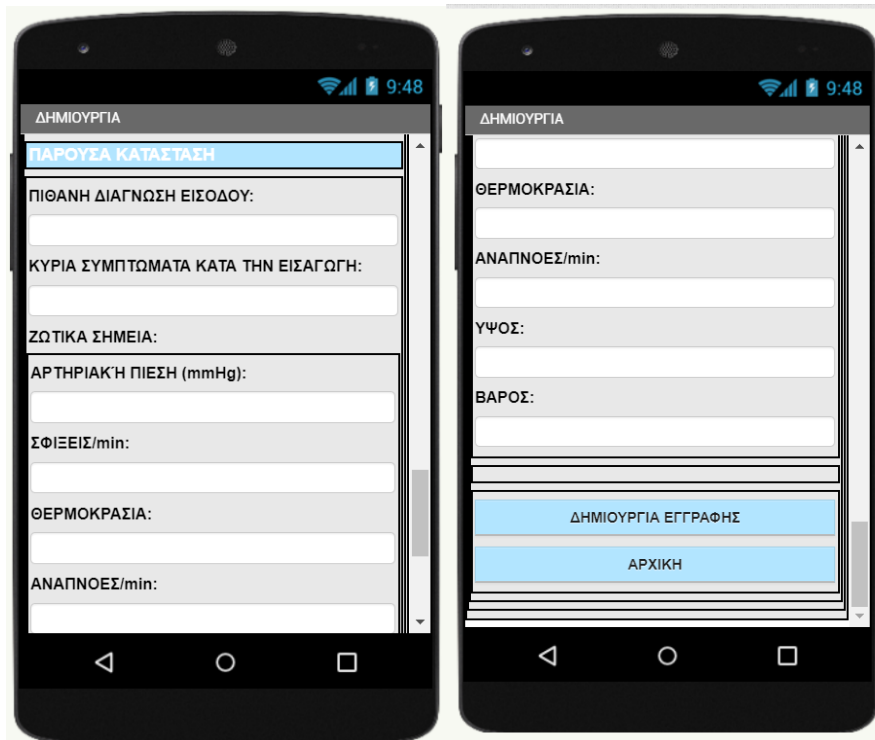 9:48
ΔΗΜΙΟΥΡΓΙΑ
ΠΑΡΟΥΣΑ ΚΑΤΑΣΤΑΣΗ
ΠΙΘΑΝΗ ΔΙΑΓΝΩΣΗ ΕΙΣΟΔΟΥ:
ΚΥΡΙΑ ΣΥΜΠΤΩΜΑΤΑ ΚΑΤΑ ΤΗΝ ΕΙΣΑΓΩΓΗ:
ΖΩΤΙΚΑ ΣΗΜΕΙΑ:
ΑΡΤΗΡΙΑΚΉ ΠΙΕΣΗ (mmHg):
ΣΦΙΞΕΙΣ/min:
ΘΕΡΜΟΚΡΑΣΙΑ:
ΑΝΑΠΝΟΕΣ/min:
9:48
ΔΗΜΙΟΥΡΓΙΑ
ΘΕΡΜΟΚΡΑΣΙΑ:
ΑΝΑΠΝΟΕΣ/min:
ΥΨΟΣ:
ΒΑΡΟΣ:
ΔΗΜΙΟΥΡΓΙΑ ΕΓΓΡΑΦΗΣ
ΑΡΧΙΚΗ